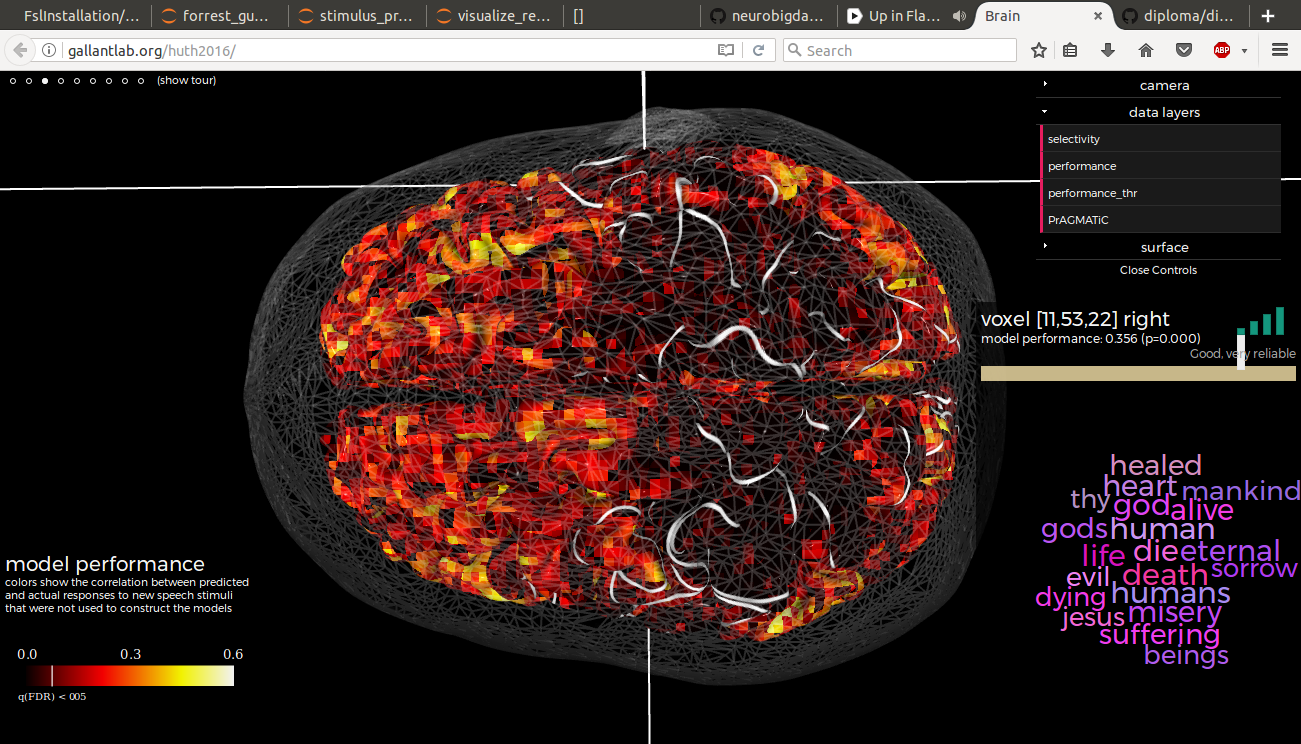 FslInstallation/...
forrest_gu...
stimulus_pr...
visualize_re...
[]
neurobigda...
Up in Fla...
Brain
diploma/di...
gallantlab.org/huth2016/
Search
ABP
(show tour)
camera
data layers
selectivity
performance
performance_thr
PrAGMATiC
surface
Close Controls
voxel [11,53,22] right
model performance: 0.356 (p=0.000)
Good, very reliable
healed
heart
mankind
thy
god
alive
gods
human
life
die
eternal
evil
death
sorrow
dying
humans
jesus
misery
suffering
beings
model performance
colors show the correlation between predicted
and actual responses to new speech stimuli
that were not used to construct the models
0.0 0.3 0.6
q(FDR) < 005